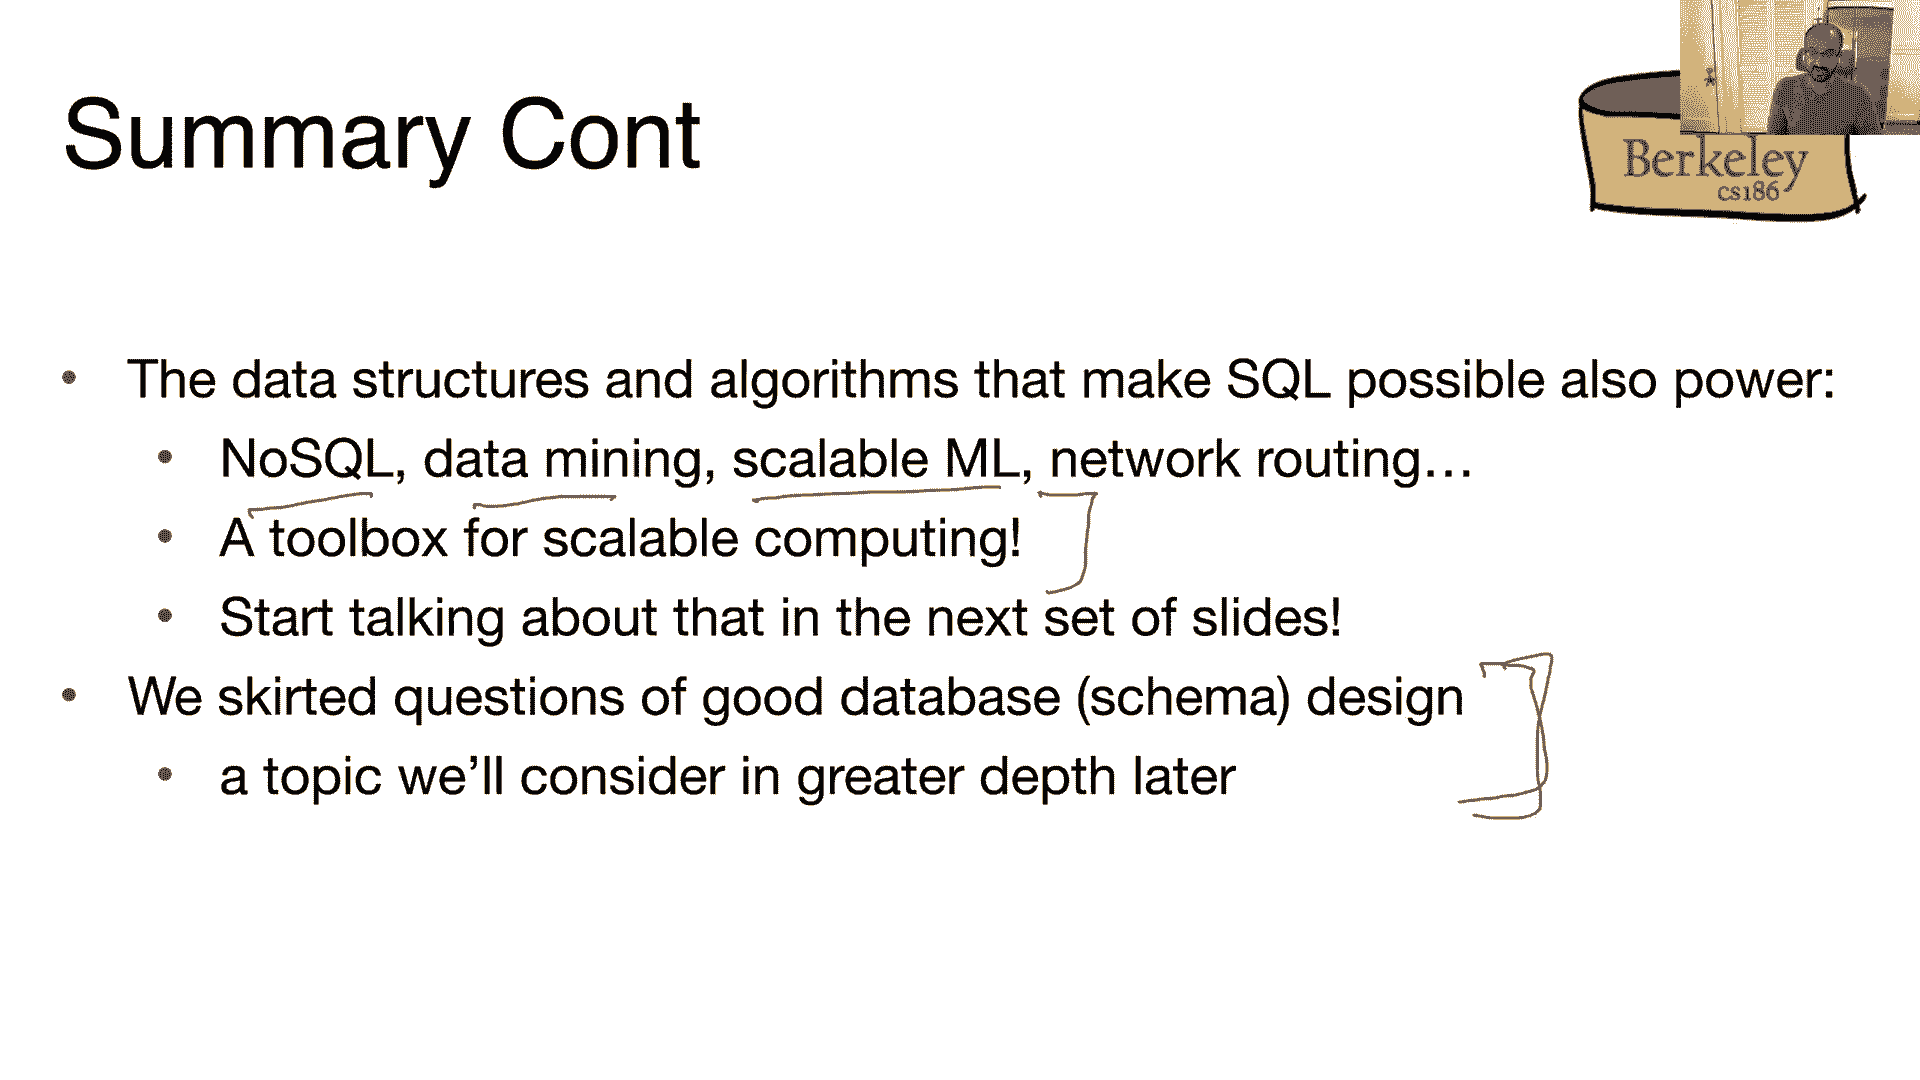 Summary Cont
Berkeley
cs186
• The data structures and algorithms that make SQL possible also power:
• NoSQL, data mining, scalable ML, network routing…
• A toolbox for scalable computing!
• Start talking about that in the next set of slides!
• We skirted questions of good database (schema) design
• a topic we’ll consider in greater depth later